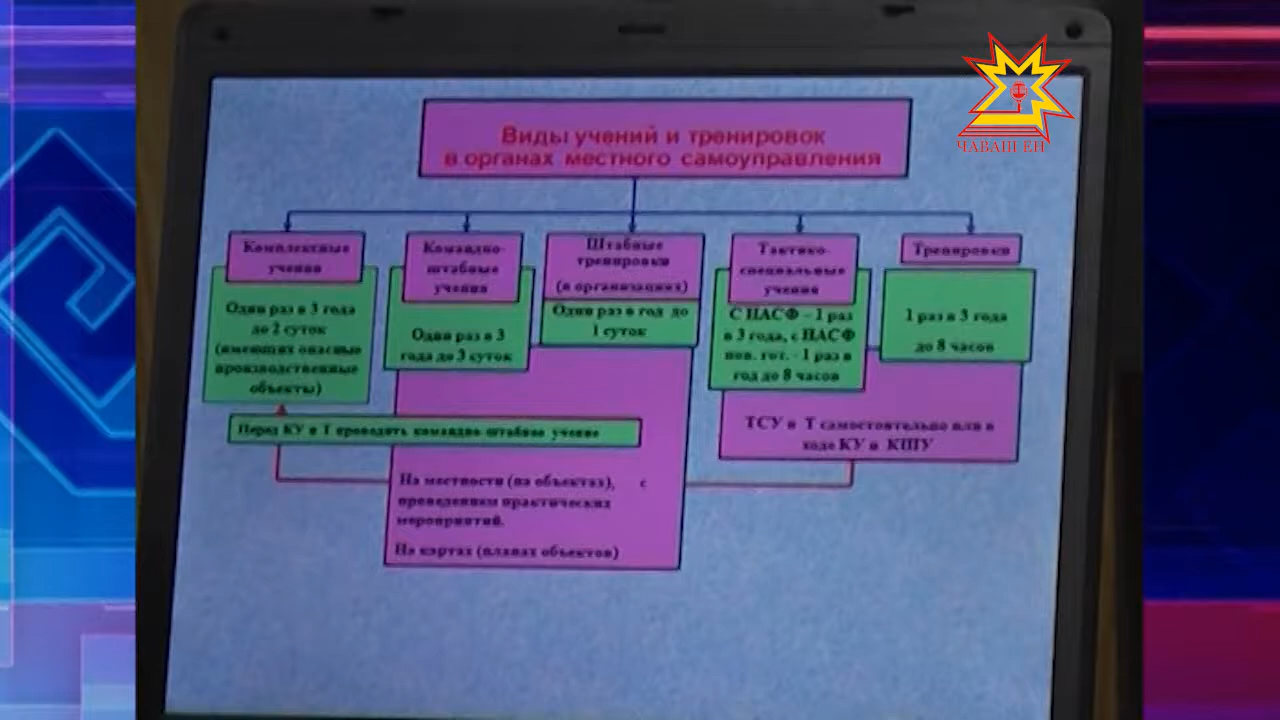 ЧӐВАШ ЕН
Виды учений и тренировок
в органах местного самоуправления
Комплексные
учения
Один раз в 3 года
до 2 суток
(имеющих опасные
производственные
объекты)
Командно-
штабные
учения
Один раз в 3
года до 3 суток
Штабные
тренировки
(в организациях)
Один раз в год до
1 суток
Тактико-
специальные
учения
С НАСФ – 1 раз
в 3 года, с НАСФ
пов. гот. - 1 раз в
год до 8 часов
Тренировки
1 раз в 3 года
до 8 часов
Перед КУ и Т проводить командно-штабное учение
ТСУ и Т самостоятельно или в
ходе КУ и КШУ
На местности (на объектах), с
проведением практических
мероприятий.
На картах (планах объектов)